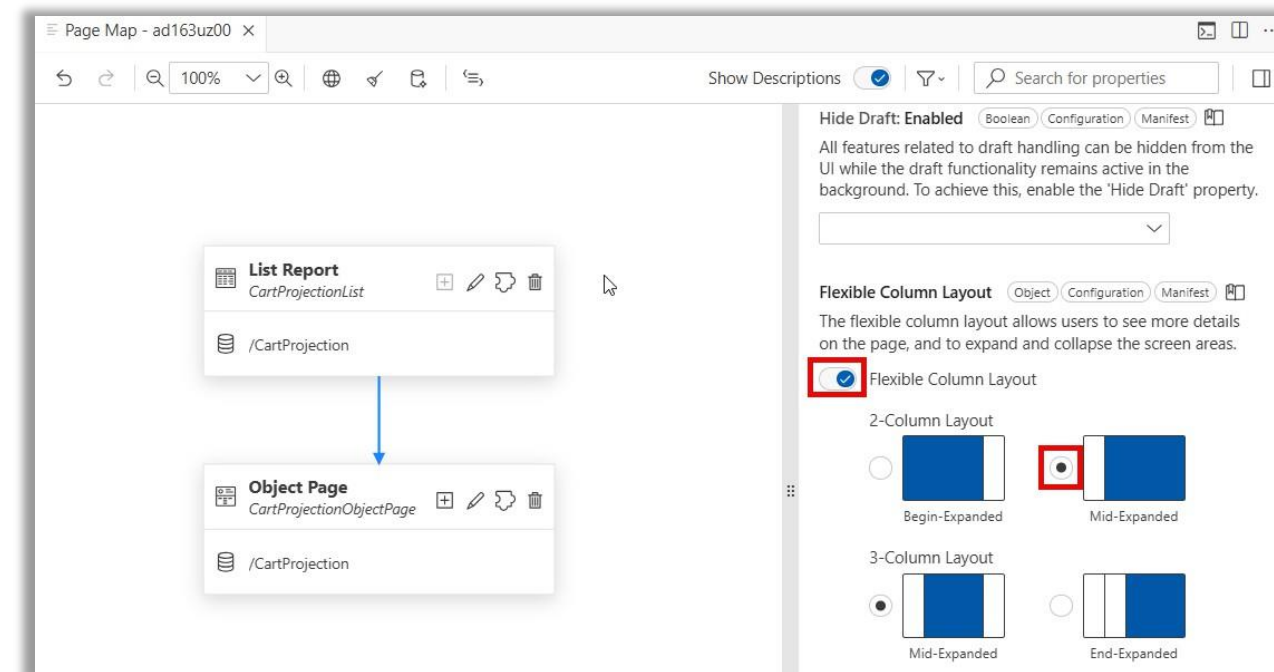 Page Map - ad163uz00
100%
Show Descriptions
Search for properties
List Report
CartProjectionList
/CartProjection
Object Page
CartProjectionObjectPage
/CartProjection
Hide Draft: Enabled Boolean Configuration Manifest
All features related to draft handling can be hidden from the
UI while the draft functionality remains active in the
background. To achieve this, enable the 'Hide Draft' property.
Flexible Column Layout Object Configuration Manifest
The flexible column layout allows users to see more details
on the page, and to expand and collapse the screen areas.
Flexible Column Layout
2-Column Layout
Begin-Expanded Mid-Expanded
3-Column Layout
Mid-Expanded End-Expanded